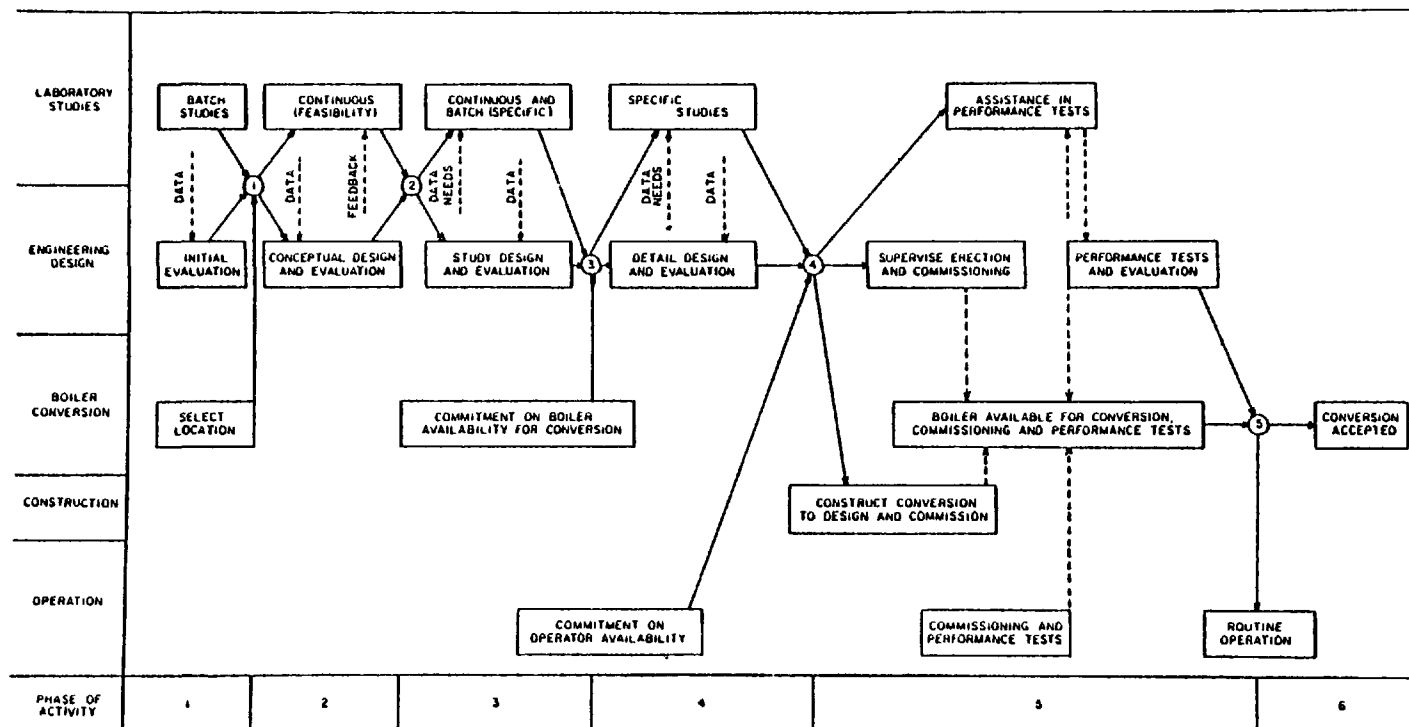 LABORATORY
STUDIES
BATCH
STUDIES
CONTINUOUS
(FEASIBILITY)
CONTINUOUS AND
BATCH (SPECIFIC)
SPECIFIC
STUDIES
ASSISTANCE IN
PERFORMANCE TESTS
DATA
1
DATA
FEEDBACK
2
DATA
NEEDS
DATA
DATA
NEEDS
DATA
ENGINEERING
DESIGN
INITIAL
EVALUATION
CONCEPTUAL DESIGN
AND EVALUATION
STUDY DESIGN
AND EVALUATION
3
DETAIL DESIGN
AND EVALUATION
4
SUPERVISE ERECTION
AND COMMISSIONING
PERFORMANCE TESTS
AND EVALUATION
BOILER
CONVERSION
SELECT
LOCATION
COMMITMENT ON BOILER
AVAILABILITY FOR CONVERSION
BOILER AVAILABLE FOR CONVERSION,
COMMISSIONING AND PERFORMANCE TESTS
5
CONVERSION
ACCEPTED
CONSTRUCTION
CONSTRUCT CONVERSION
TO DESIGN AND COMMISSION
OPERATION
COMMITMENT ON
OPERATOR AVAILABILITY
COMMISSIONING AND
PERFORMANCE TESTS
ROUTINE
OPERATION
PHASE OF
ACTIVITY
1
2
3
4
5
6